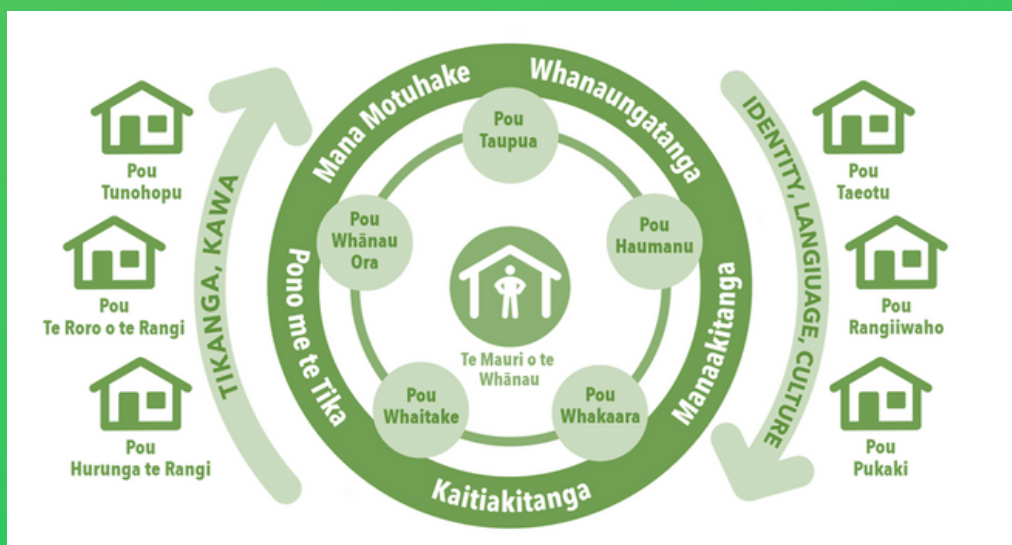 Mana Motuhake
Whanaungatanga
Manaakitanga
Kaitiakitanga
Pono me te Tika
Pou
Taupua
Pou
Haumanu
Pou
Whakaara
Pou
Whaitake
Pou
Whānau
Ora
Te Mauri o te
Whānau
TIKANGA, KAWA
IDENTITY, LANGIUAGE, CULTURE
Pou
Tunohopu
Pou
Te Roro o te Rangi
Pou
Hurunga te Rangi
Pou
Taeotu
Pou
Rangiiwaho
Pou
Pukaki